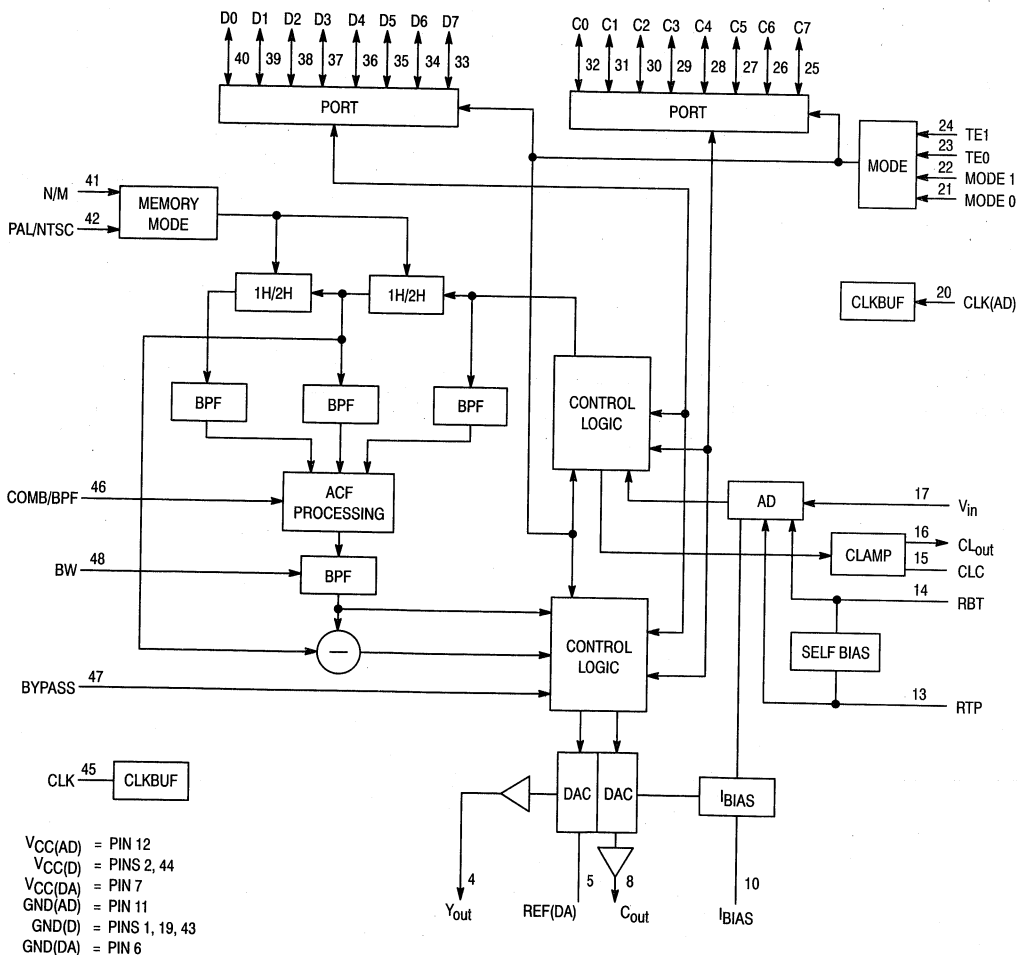 D0 D1 D2 D3 D4 D5 D6 D7
40 39 38 37 36 35 34 33
PORT
C0 C1 C2 C3 C4 C5 C6 C7
32 31 30 29 28 27 26 25
PORT
MODE
24 TE1
23 TE0
22 MODE 1
21 MODE 0
N/M 41
PAL/NTSC 42
MEMORY
MODE
1H/2H
1H/2H
CLKBUF
20 CLK(AD)
BPF
BPF
BPF
CONTROL
LOGIC
COMB/BPF 46
ACF
PROCESSING
AD
17 Vin
CLAMP
16 CLout
15 CLC
BW 48
BPF
14 RBT
—
CONTROL
LOGIC
SELF BIAS
BYPASS 47
13 RTP
CLK 45
CLKBUF
DAC DAC
IBIAS
4
Yout
5
REF(DA)
8
Cout
10
IBIAS
VCC(AD) = PIN 12
VCC(D) = PINS 2, 44
VCC(DA) = PIN 7
GND(AD) = PIN 11
GND(D) = PINS 1, 19, 43
GND(DA) = PIN 6